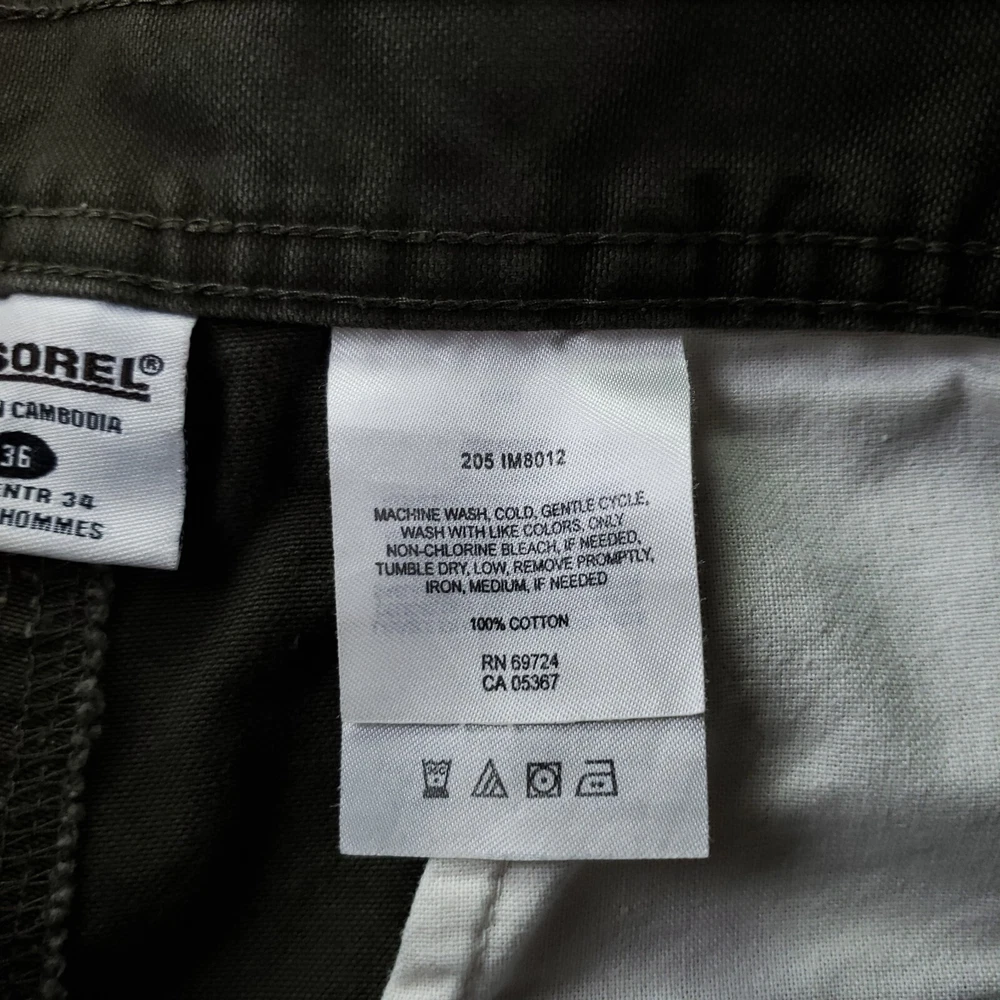 SOREL®
CAMBODIA
36
34
HOMMES
205 IM8012
MACHINE WASH, COLD, GENTLE CYCLE,
WASH WITH LIKE COLORS, ONLY
NON-CHLORINE BLEACH, IF NEEDED,
TUMBLE DRY, LOW, REMOVE PROMPTLY,
IRON, MEDIUM, IF NEEDED
100% COTTON
RN 69724
CA 05367